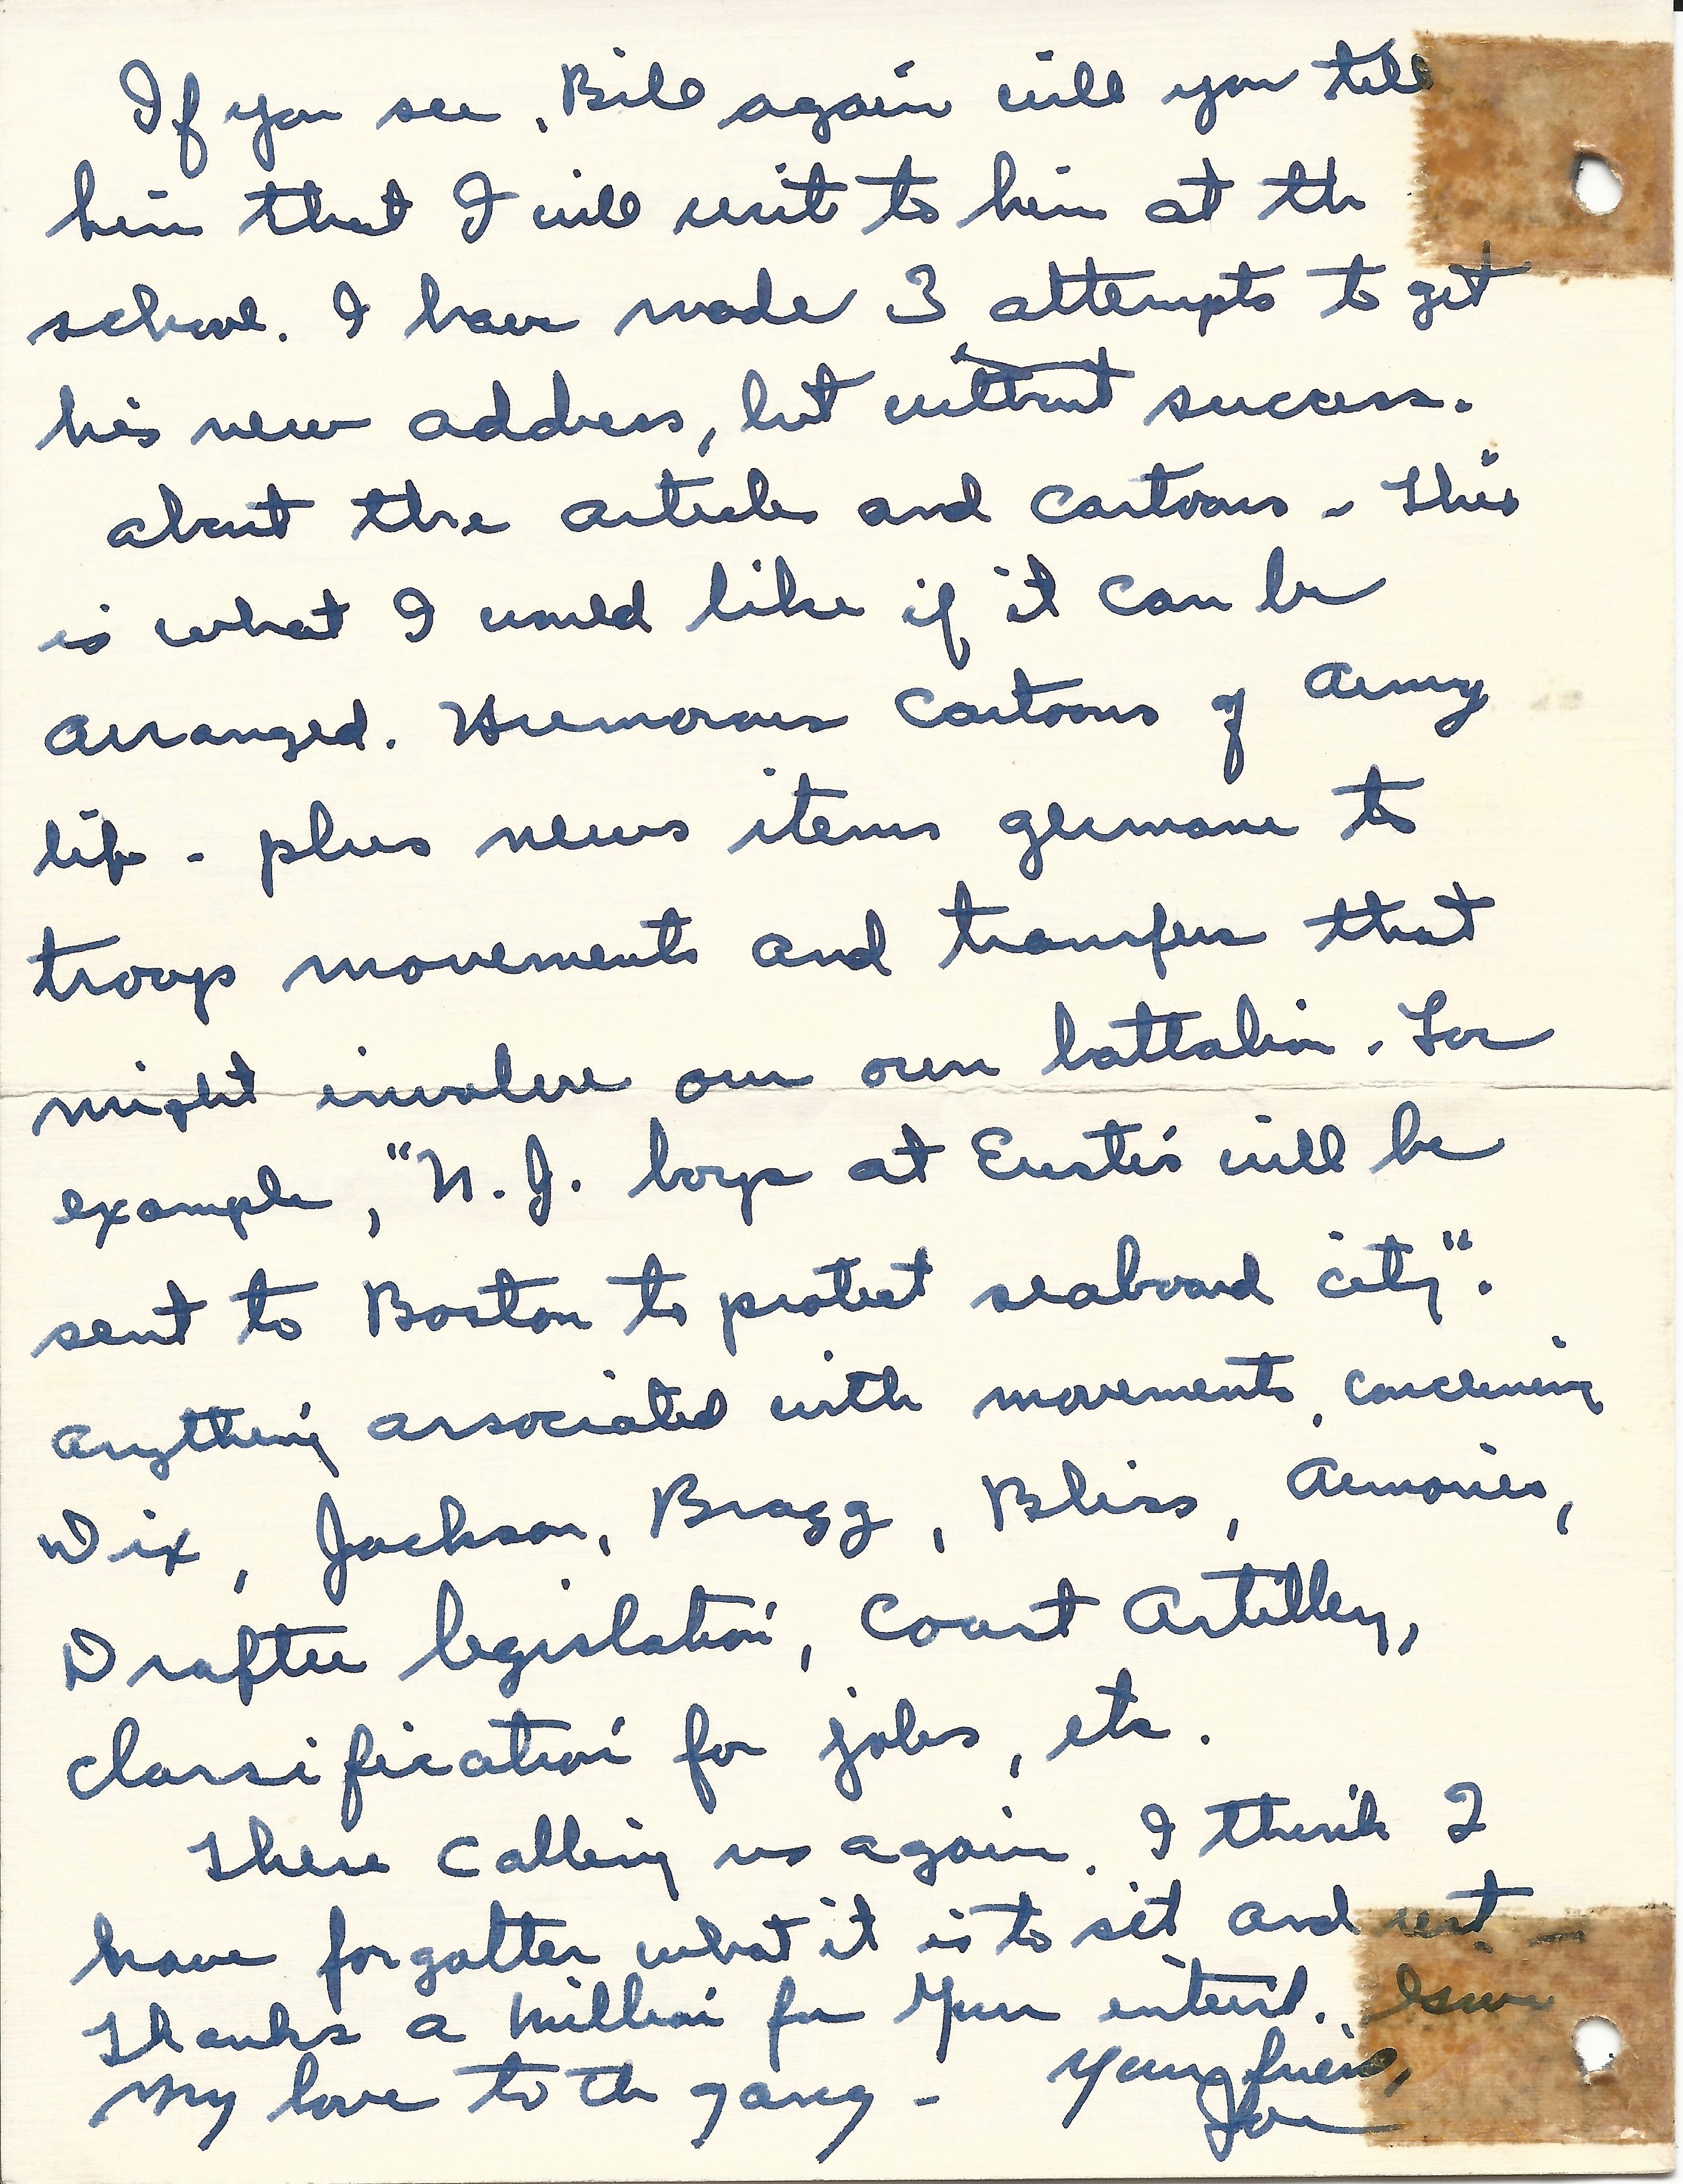 If you see, Bill again will you tell
him that I will write to him at th
school. I have made 3 attempts to get
his new address, but without success.
About the articles and cartoons - This
is what I would like if it can be
arranged. Humorous cartoons of Army
life - plus news items germane to
troop movements and transfers that
might involve our own battalion. For
example, "N.J. boys at Eustis will be
sent to Boston to protect seaboard city".
Anything associated with movements, concerning
Dix, Jackson, Bragg, Bliss, Armories,
Draftee legislation, Coast Artillery,
Classification for jobs, etc.
There calling us again. I think I
have forgotten what it is to sit and rest. -
Thanks a million for your interest. Give
my love to the gang - Your friend,
Joe